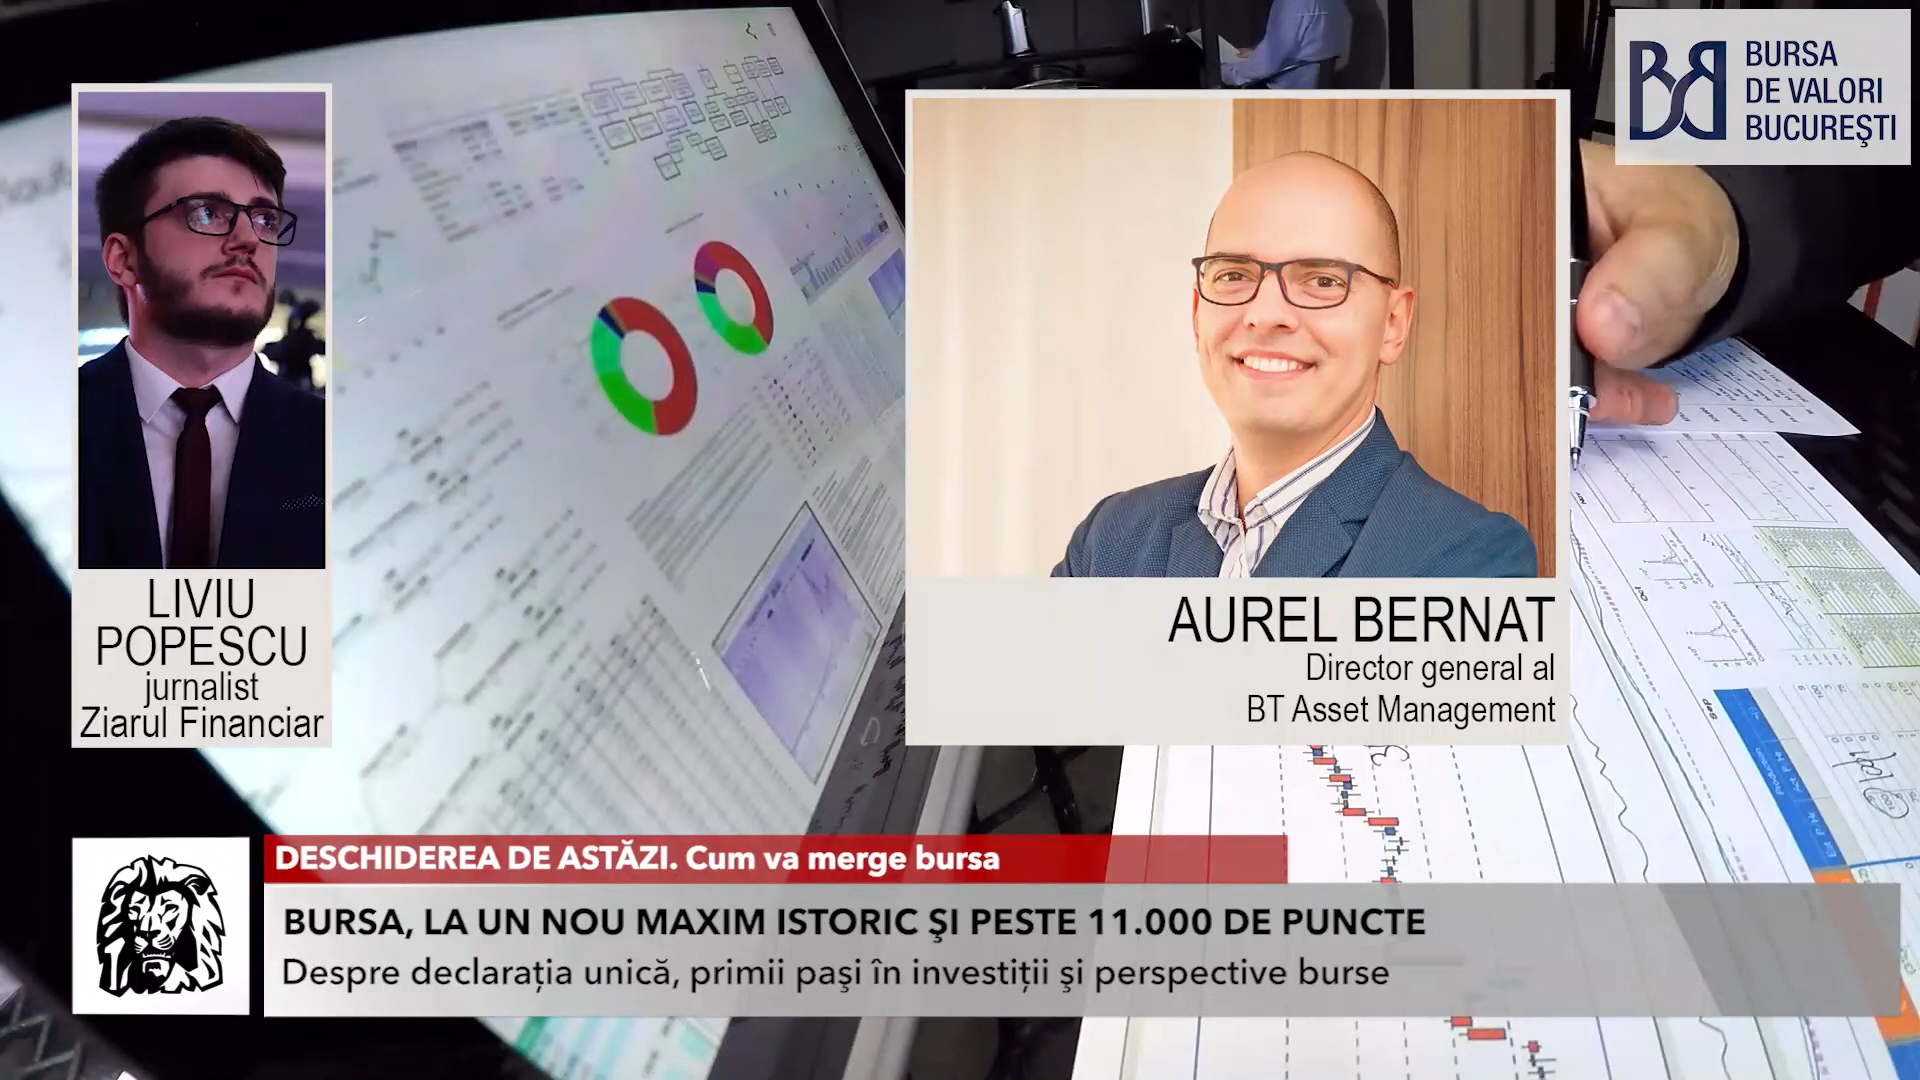 BURSA
DE VALORI
BUCUREŞTI
LIVIU
POPESCU
jurnalist
Ziarul Financiar
AUREL BERNAT
Director general al
BT Asset Management
DESCHIDEREA DE ASTĂZI. Cum va merge bursa
BURSA, LA UN NOU MAXIM ISTORIC ŞI PESTE 11.000 DE PUNCTE
Despre declarația unică, primii paşi în investiții şi perspective burse